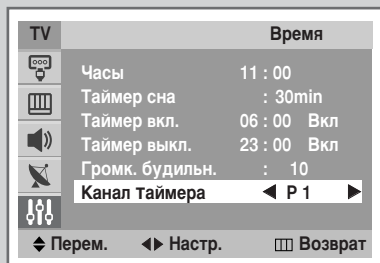 TV Время
Часы 11 : 00
Таймер сна : 30min
Таймер вкл. 06 : 00 Вкл
Таймер выкл. 23 : 00 Вкл
Громк. будильн. : 10
Канал таймера ◀ P 1 ▶
Перем. Настр. Возврат